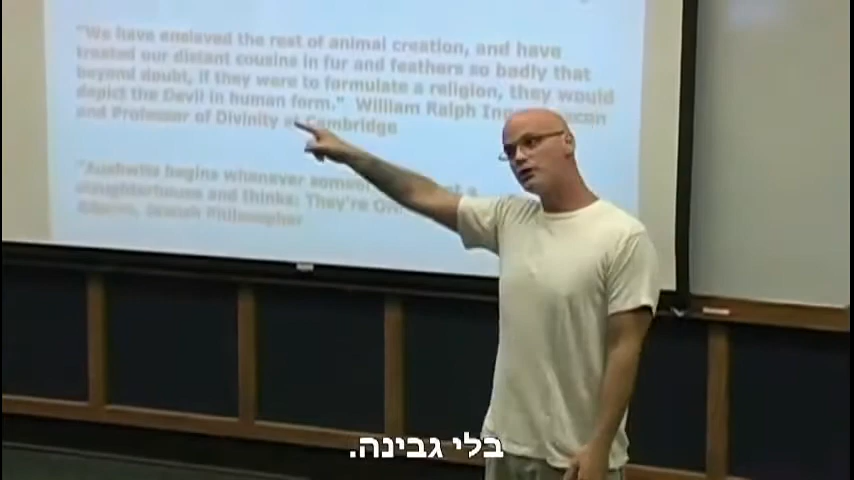 "We have enslaved the rest of animal creation, and have
treated our distant cousins in fur and feathers so badly that
beyond doubt, if they were to formulate a religion, they would
depict the Devil in human form." William Ralph
and Professor of Divinity at Cambridge
"Auschwitz begins whenever
slaughterhouse and thinks: They're
Jewish Philosopher
בלי גבינה.